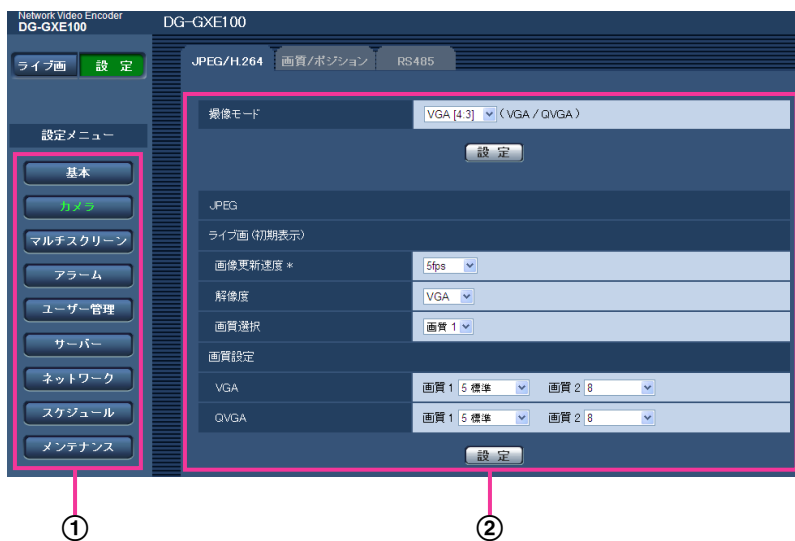 Network Video Encoder
DG-GXE100
DG-GXE100
ライブ画 設 定
JPEG/H.264 画質/ポジション RS485
設定メニュー
基本
カメラ
マルチスクリーン
アラーム
ユーザー管理
サーバー
ネットワーク
スケジュール
メンテナンス
撮像モード VGA [4:3] (VGA / QVGA)
設 定
JPEG
ライブ画 (初期表示)
画像更新速度 * 5fps
解像度 VGA
画質選択 画質 1
画質設定
VGA 画質 1 5 標準 画質 2 8
QVGA 画質 1 5 標準 画質 2 8
設 定
① ②